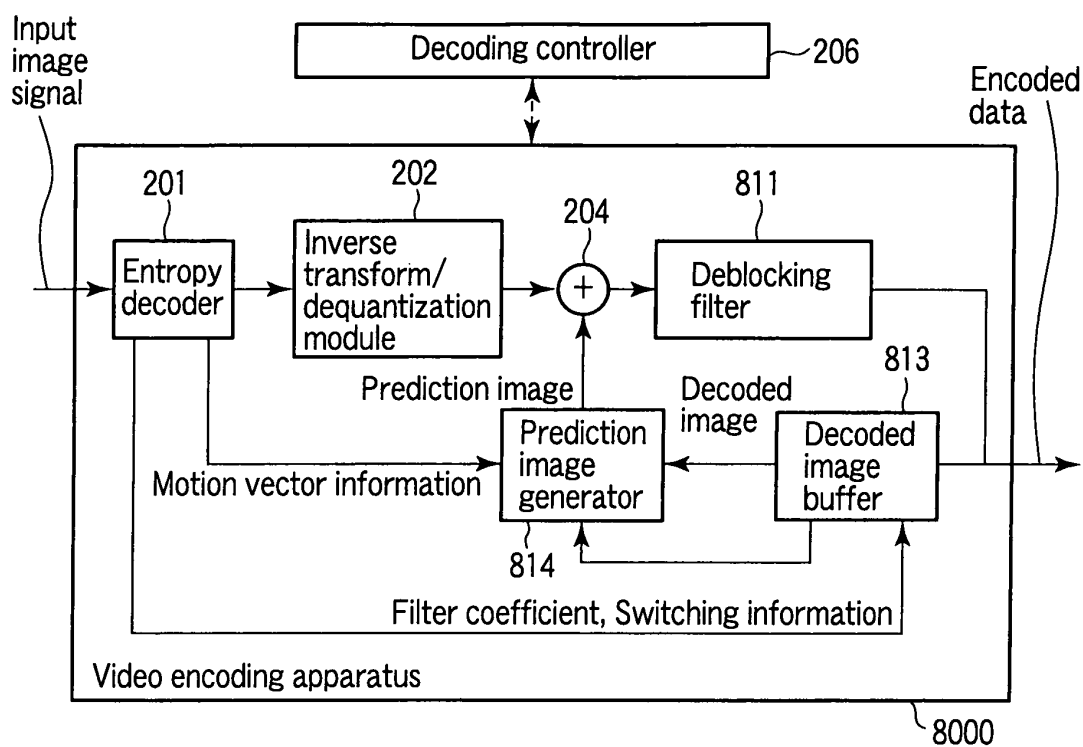 Input
image
signal
Decoding controller
206
Encoded
data
201
202
204
811
Entropy
decoder
Inverse
transform/
dequantization
module
+
Deblocking
filter
Prediction image
Decoded
image
813
Prediction
image
generator
Decoded
image
buffer
Motion vector information
814
Filter coefficient, Switching information
Video encoding apparatus
8000